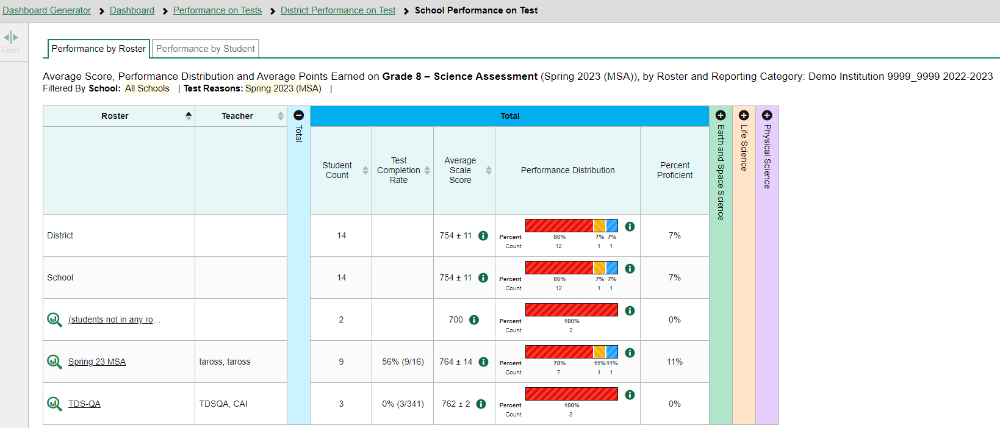 Dashboard Generator > Dashboard > Performance on Tests > District Performance on Test > School Performance on Test
Filters
Performance by Roster Performance by Student
Average Score, Performance Distribution and Average Points Earned on Grade 8 – Science Assessment (Spring 2023 (MSA)), by Roster and Reporting Category: Demo Institution 9999_9999 2022-2023
Filtered By School: All Schools | Test Reasons: Spring 2023 (MSA) |
Roster Teacher Total Total Earth and Space Science Life Science Physical Science
Student Count
Test Completion Rate
Average Scale Score
Performance Distribution
Percent Proficient
District 14 754 ± 11 7%
Percent 86% 7% 7%
Count 12 1 1
School 14 754 ± 11 7%
Percent 86% 7% 7%
Count 12 1 1
(students not in any ro… 2 700 0%
Percent 100%
Count 2
Spring 23 MSA taross, taross 9 56% (9/16) 764 ± 14 11%
Percent 78% 11% 11%
Count 7 1 1
TDS-QA TDSQA, CAI 3 0% (3/341) 762 ± 2 0%
Percent 100%
Count 3